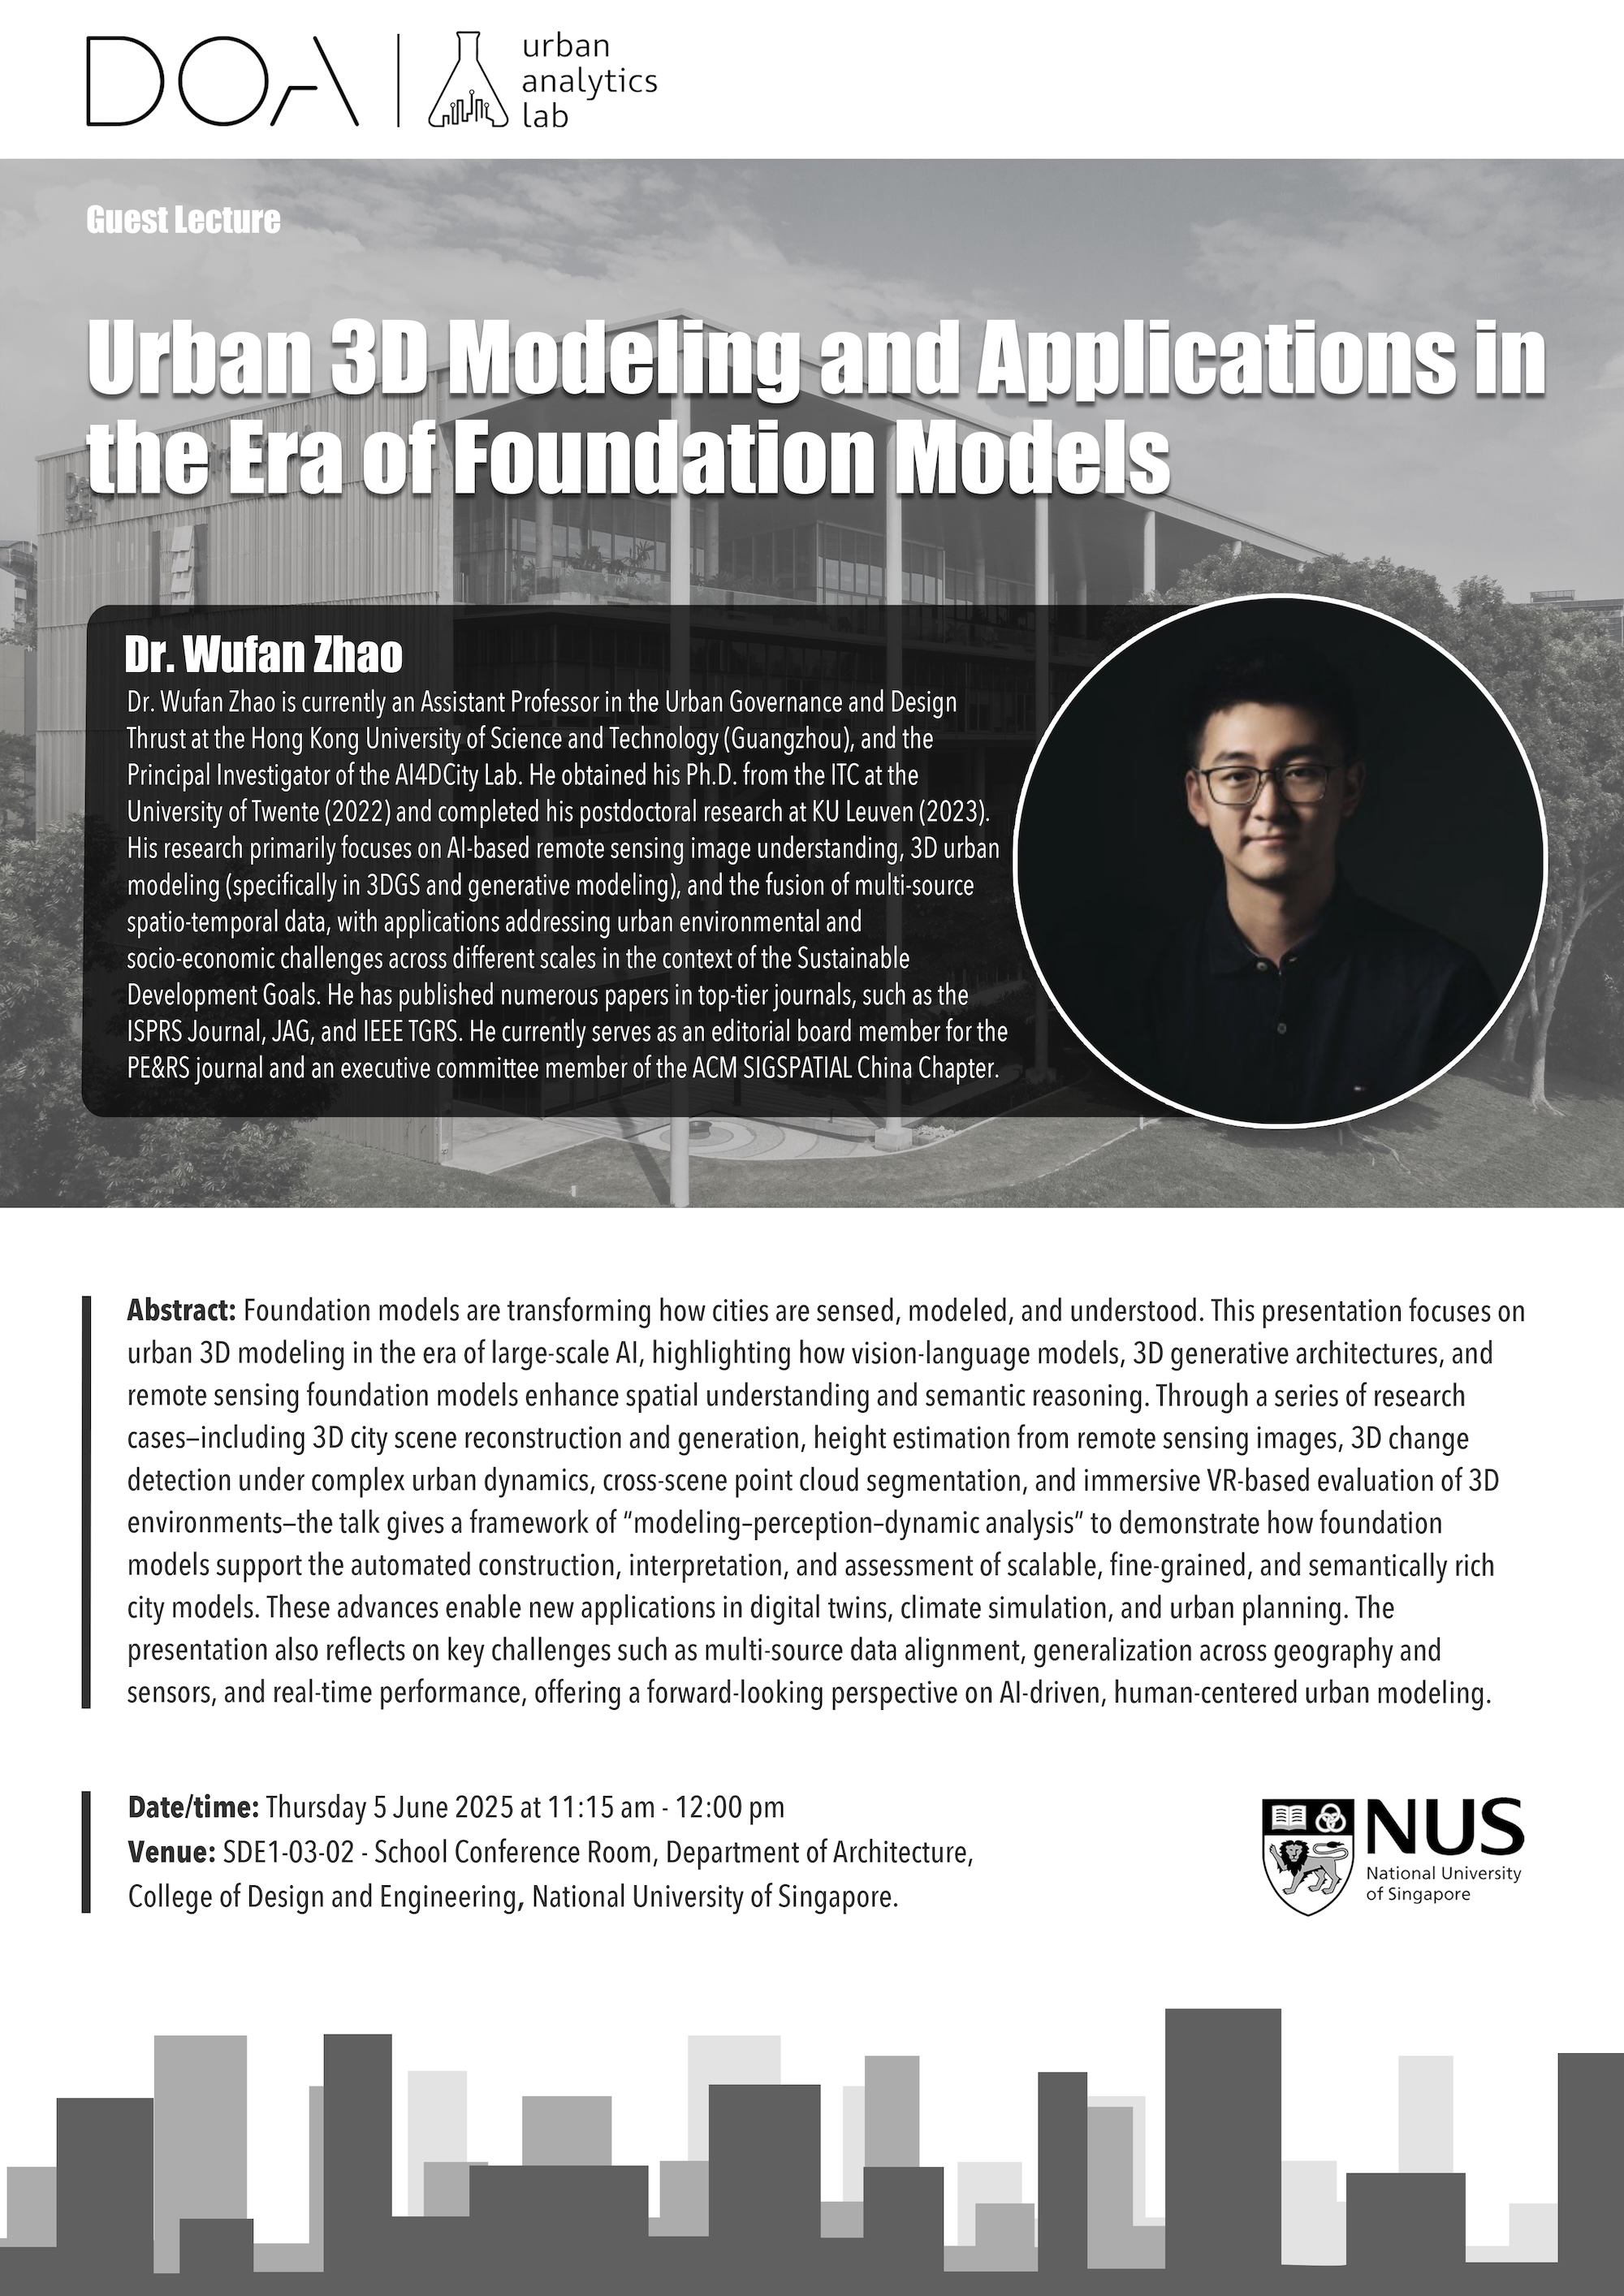 DOA
urban
analytics
lab
Guest Lecture
Urban 3D Modeling and Applications in
the Era of Foundation Models
Dr. Wufan Zhao
Dr. Wufan Zhao is currently an Assistant Professor in the Urban Governance and Design
Thrust at the Hong Kong University of Science and Technology (Guangzhou), and the
Principal Investigator of the AI4DCity Lab. He obtained his Ph.D. from the ITC at the
University of Twente (2022) and completed his postdoctoral research at KU Leuven (2023).
His research primarily focuses on AI-based remote sensing image understanding, 3D urban
modeling (specifically in 3DGS and generative modeling), and the fusion of multi-source
spatio-temporal data, with applications addressing urban environmental and
socio-economic challenges across different scales in the context of the Sustainable
Development Goals. He has published numerous papers in top-tier journals, such as the
ISPRS Journal, JAG, and IEEE TGRS. He currently serves as an editorial board member for the
PE&RS journal and an executive committee member of the ACM SIGSPATIAL China Chapter.
Abstract: Foundation models are transforming how cities are sensed, modeled, and understood. This presentation focuses on
urban 3D modeling in the era of large-scale AI, highlighting how vision-language models, 3D generative architectures, and
remote sensing foundation models enhance spatial understanding and semantic reasoning. Through a series of research
cases—including 3D city scene reconstruction and generation, height estimation from remote sensing images, 3D change
detection under complex urban dynamics, cross-scene point cloud segmentation, and immersive VR-based evaluation of 3D
environments—the talk gives a framework of “modeling–perception–dynamic analysis” to demonstrate how foundation
models support the automated construction, interpretation, and assessment of scalable, fine-grained, and semantically rich
city models. These advances enable new applications in digital twins, climate simulation, and urban planning. The
presentation also reflects on key challenges such as multi-source data alignment, generalization across geography and
sensors, and real-time performance, offering a forward-looking perspective on AI-driven, human-centered urban modeling.
Date/time: Thursday 5 June 2025 at 11:15 am - 12:00 pm
Venue: SDE1-03-02 - School Conference Room, Department of Architecture,
College of Design and Engineering, National University of Singapore.
NUS
National University
of Singapore